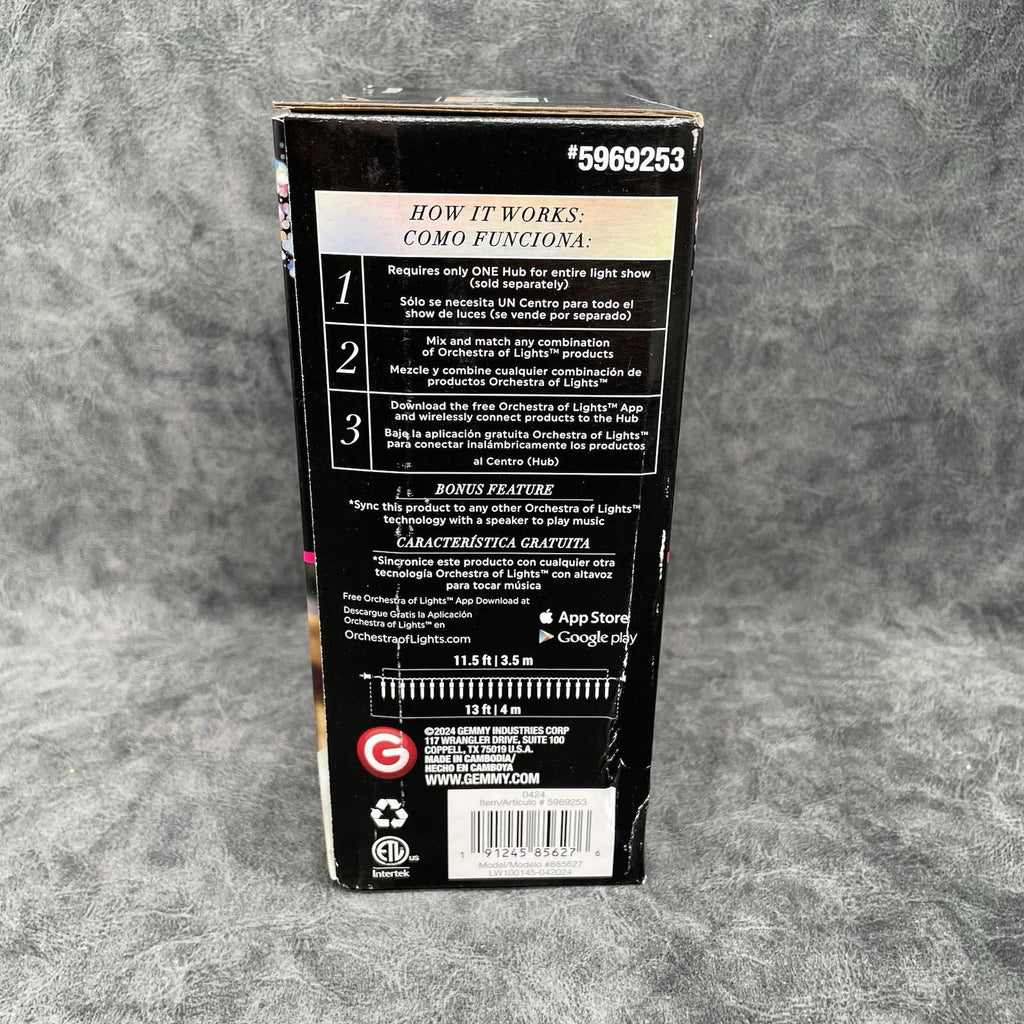 #5969253
HOW IT WORKS:
COMO FUNCIONA:
1
Requires only ONE Hub for entire light show
(sold separately)
Sólo se necesita UN Centro para todo el
show de luces (se vende por separado)
2
Mix and match any combination
of Orchestra of Lights™ products
Mezcle y combine cualquier combinación de
productos Orchestra of Lights™
3
Download the free Orchestra of Lights™ App
and wirelessly connect products to the Hub
Baje la aplicación gratuita Orchestra of Lights™
para conectar inalámbricamente los productos
al Centro (Hub)
BONUS FEATURE
*Sync this product to any other Orchestra of Lights™
technology with a speaker to play music
CARACTERÍSTICA GRATUITA
*Sincronice este producto con cualquier otra
tecnología Orchestra of Lights™ con altavoz
para tocar música
Free Orchestra of Lights™ App Download at
Descargue Gratis la Aplicación
Orchestra of Lights™ en
OrchestraofLights.com
App Store
Google play
11.5 ft | 3.5 m
13 ft | 4 m
G
©2024 GEMMY INDUSTRIES CORP
117 WRANGLER DRIVE, SUITE 100
COPPELL, TX 75019 U.S.A.
MADE IN CAMBODIA/
HECHO EN CAMBOYA
WWW.GEMMY.COM
ETL US
Intertek
0424
Item/Artículo # 5969253
1 91245 85627 6
Model/Modelo #885627
LW100145-042024